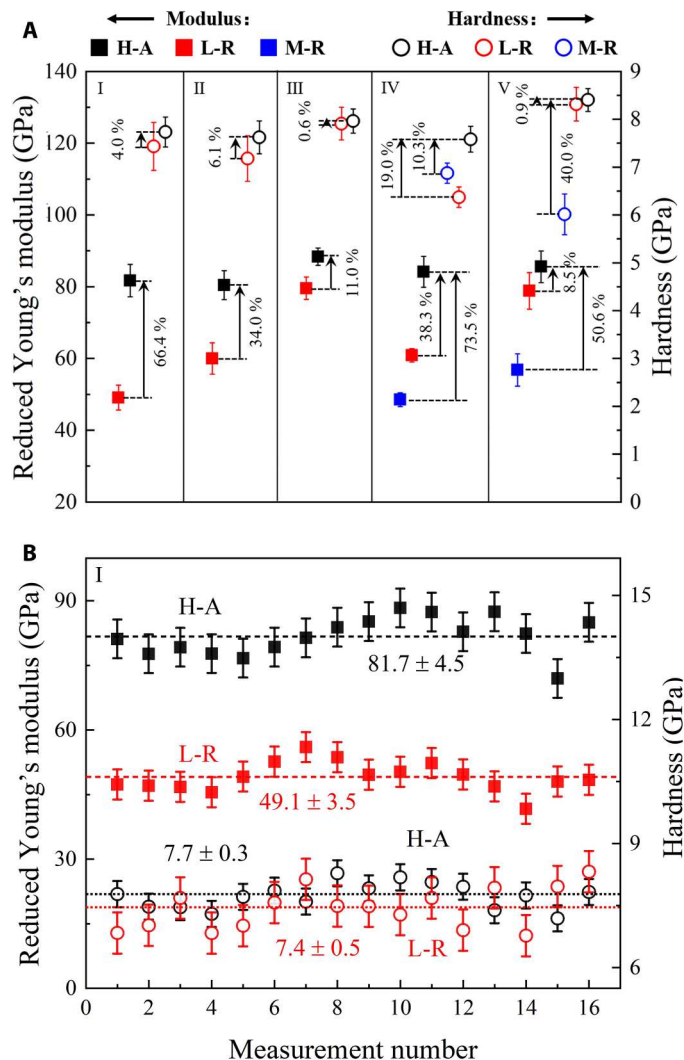 Modulus:
Hardness:
A
H-A
L-R
M-R
H-A
L-R
M-R
Reduced Young's modulus (GPa)
140
120
100
80
60
40
20
I
II
III
IV
V
4.0 %
6.1 %
0.6 %
19.0 %
10.3 %
0.9 %
40.0 %
66.4 %
34.0 %
11.0 %
38.3 %
73.5 %
8.5 %
50.6 %
9
8
7
6
5
4
3
2
1
0
Hardness (GPa)
B
Reduced Young's modulus (GPa)
90
60
30
0
I
H-A
81.7 ± 4.5
L-R
49.1 ± 3.5
7.7 ± 0.3
H-A
7.4 ± 0.5
L-R
15
12
9
6
Hardness (GPa)
0 2 4 6 8 10 12 14 16
Measurement number